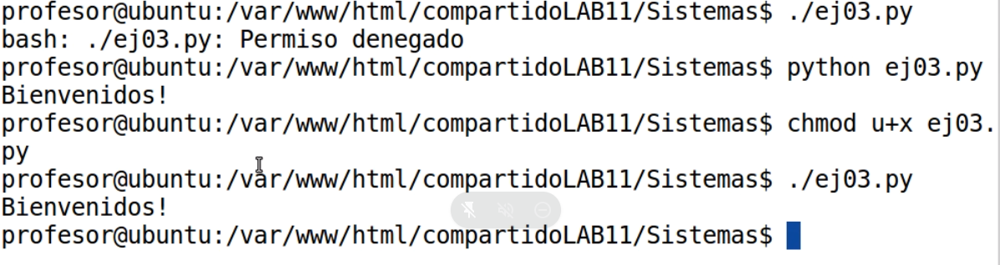 profesor@ubuntu:/var/www/html/compartidoLAB11/Sistemas$ ./ej03.py
bash: ./ej03.py: Permiso denegado
profesor@ubuntu:/var/www/html/compartidoLAB11/Sistemas$ python ej03.py
Bienvenidos!
profesor@ubuntu:/var/www/html/compartidoLAB11/Sistemas$ chmod u+x ej03.
py
profesor@ubuntu:/var/www/html/compartidoLAB11/Sistemas$ ./ej03.py
Bienvenidos!
profesor@ubuntu:/var/www/html/compartidoLAB11/Sistemas$